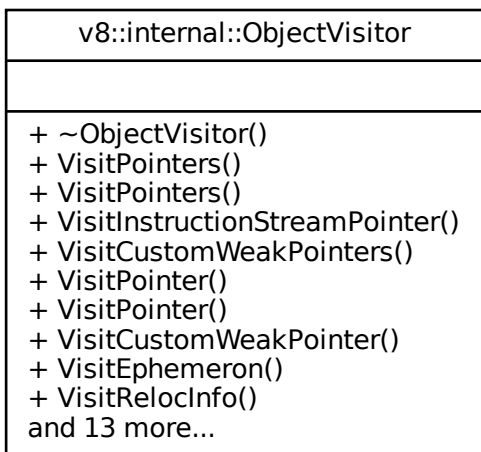 v8::internal::ObjectVisitor
+ ~ObjectVisitor()
+ VisitPointers()
+ VisitPointers()
+ VisitInstructionStreamPointer()
+ VisitCustomWeakPointers()
+ VisitPointer()
+ VisitPointer()
+ VisitCustomWeakPointer()
+ VisitEphemeron()
+ VisitRelocInfo()
and 13 more...